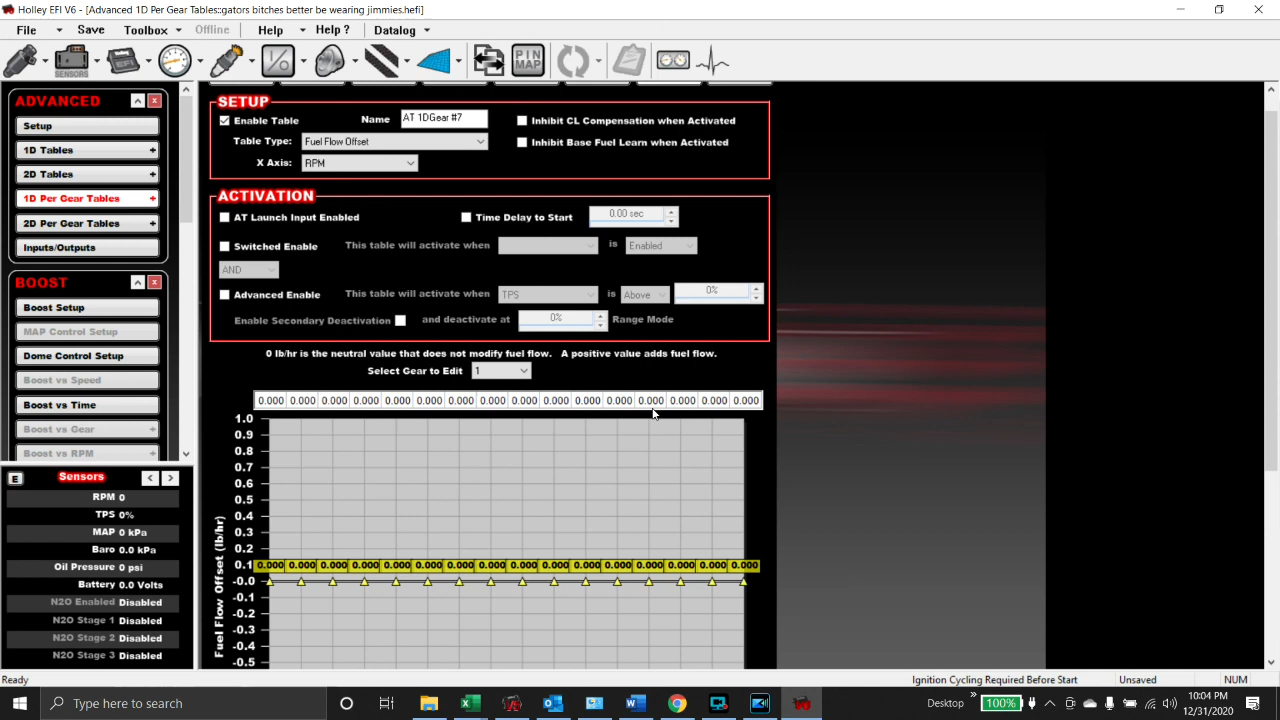 Holley EFI V6 - [Advanced 1D Per Gear Tables::gators bitches better be wearing jimmies.hefi]
File Save Toolbox Offline Help Help ? Datalog
SENSORS EFI I/O PIN MAP
ADVANCED
Setup
1D Tables +
2D Tables +
1D Per Gear Tables +
2D Per Gear Tables +
Inputs/Outputs
BOOST
Boost Setup
MAP Control Setup
Dome Control Setup
Boost vs Speed
Boost vs Time
Boost vs Gear +
Boost vs RPM +
E Sensors < >
RPM 0
TPS 0%
MAP 0 kPa
Baro 0.0 kPa
Oil Pressure 0 psi
Battery 0.0 Volts
N2O Enabled Disabled
N2O Stage 1 Disabled
N2O Stage 2 Disabled
N2O Stage 3 Disabled
SETUP
Enable Table Name AT 1DGear #7 Inhibit CL Compensation when Activated
Table Type: Fuel Flow Offset Inhibit Base Fuel Learn when Activated
X Axis: RPM
ACTIVATION
AT Launch Input Enabled Time Delay to Start 0.00 sec
Switched Enable This table will activate when is Enabled
AND
Advanced Enable This table will activate when TPS is Above 0%
Enable Secondary Deactivation and deactivate at 0% Range Mode
0 lb/hr is the neutral value that does not modify fuel flow. A positive value adds fuel flow.
Select Gear to Edit 1
0.000 0.000 0.000 0.000 0.000 0.000 0.000 0.000 0.000 0.000 0.000 0.000 0.000 0.000 0.000 0.000
1.0
0.9
0.8
0.7
0.6
0.5
0.4
0.3
0.2
0.1 0.000 0.000 0.000 0.000 0.000 0.000 0.000 0.000 0.000 0.000 0.000 0.000 0.000 0.000 0.000 0.000
-0.0
-0.1
-0.2
-0.3
-0.4
-0.5
Fuel Flow Offset (lb/hr)
Ready Ignition Cycling Required Before Start Unsaved NUM
Type here to search Desktop » 100% 10:04 PM
12/31/2020